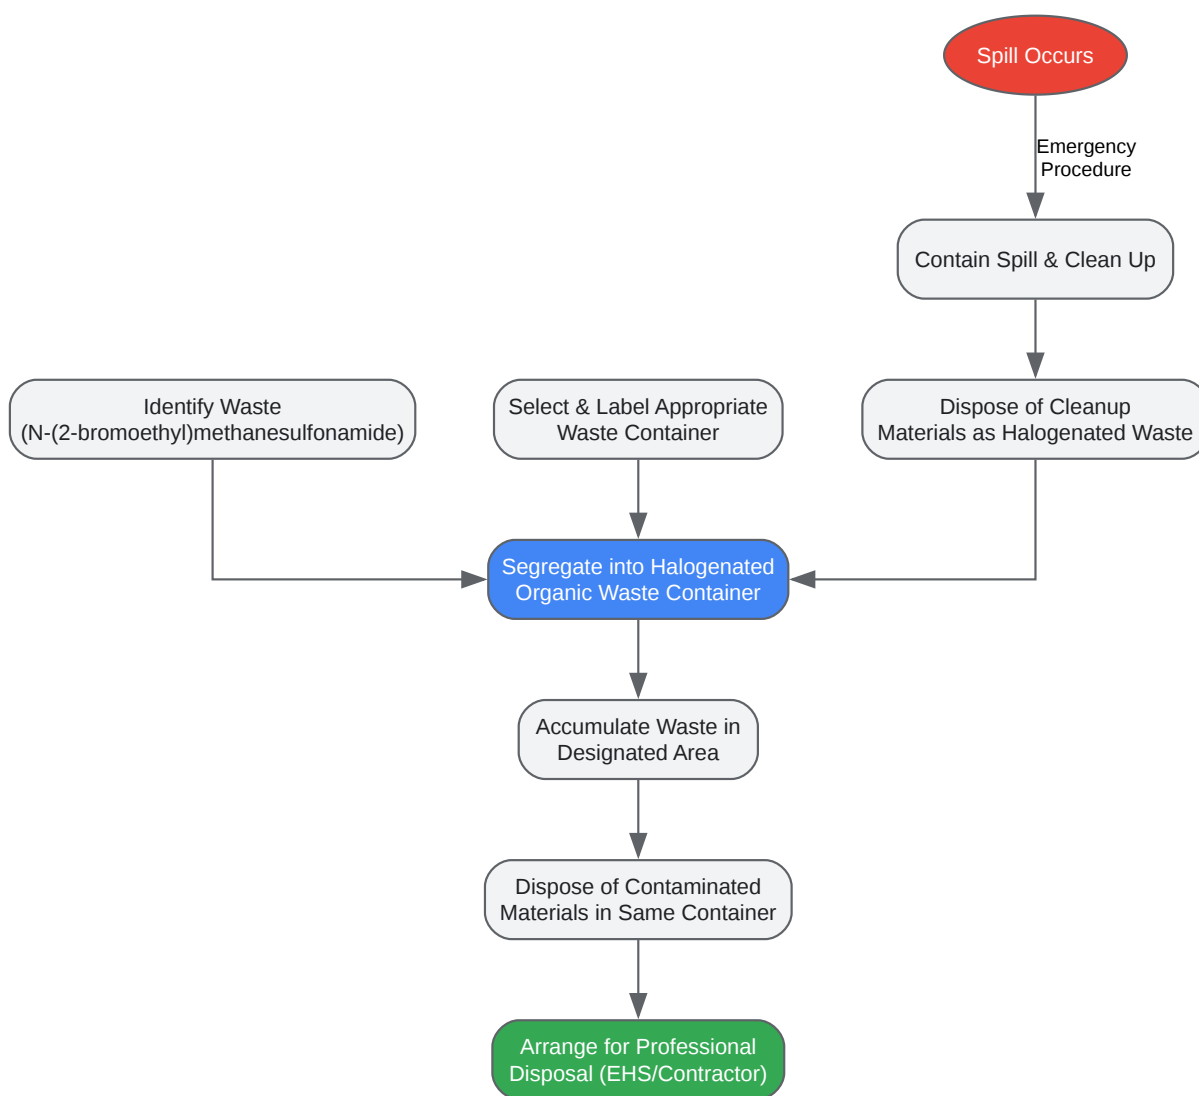 Spill Occurs
Emergency
Procedure
Contain Spill & Clean Up
Identify Waste
(N-(2-bromoethyl)methanesulfonamide)
Select & Label Appropriate
Waste Container
Dispose of Cleanup
Materials as Halogenated Waste
Segregate into Halogenated
Organic Waste Container
Accumulate Waste in
Designated Area
Dispose of Contaminated
Materials in Same Container
Arrange for Professional
Disposal (EHS/Contractor)